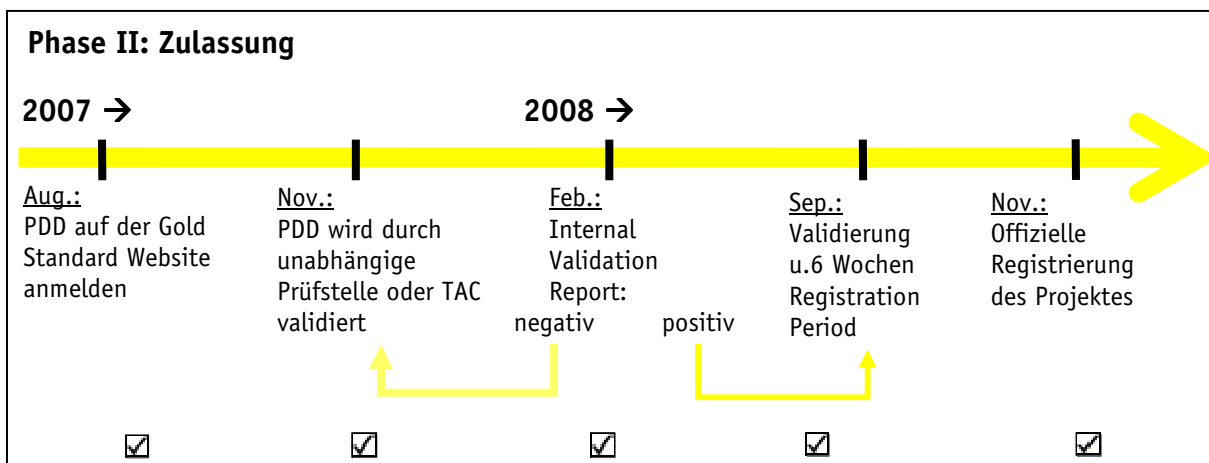 Phase II: Zulassung
2007 →
2008 →
Aug.:
PDD auf der Gold
Standard Website
anmelden
Nov.:
PDD wird durch
unabhängige
Prüfstelle oder TAC
validiert
Feb.:
Internal
Validation
Report:
negativ
positiv
Sep.:
Validierung
u.6 Wochen
Registration
Period
Nov.:
Offizielle
Registrierung
des Projektes